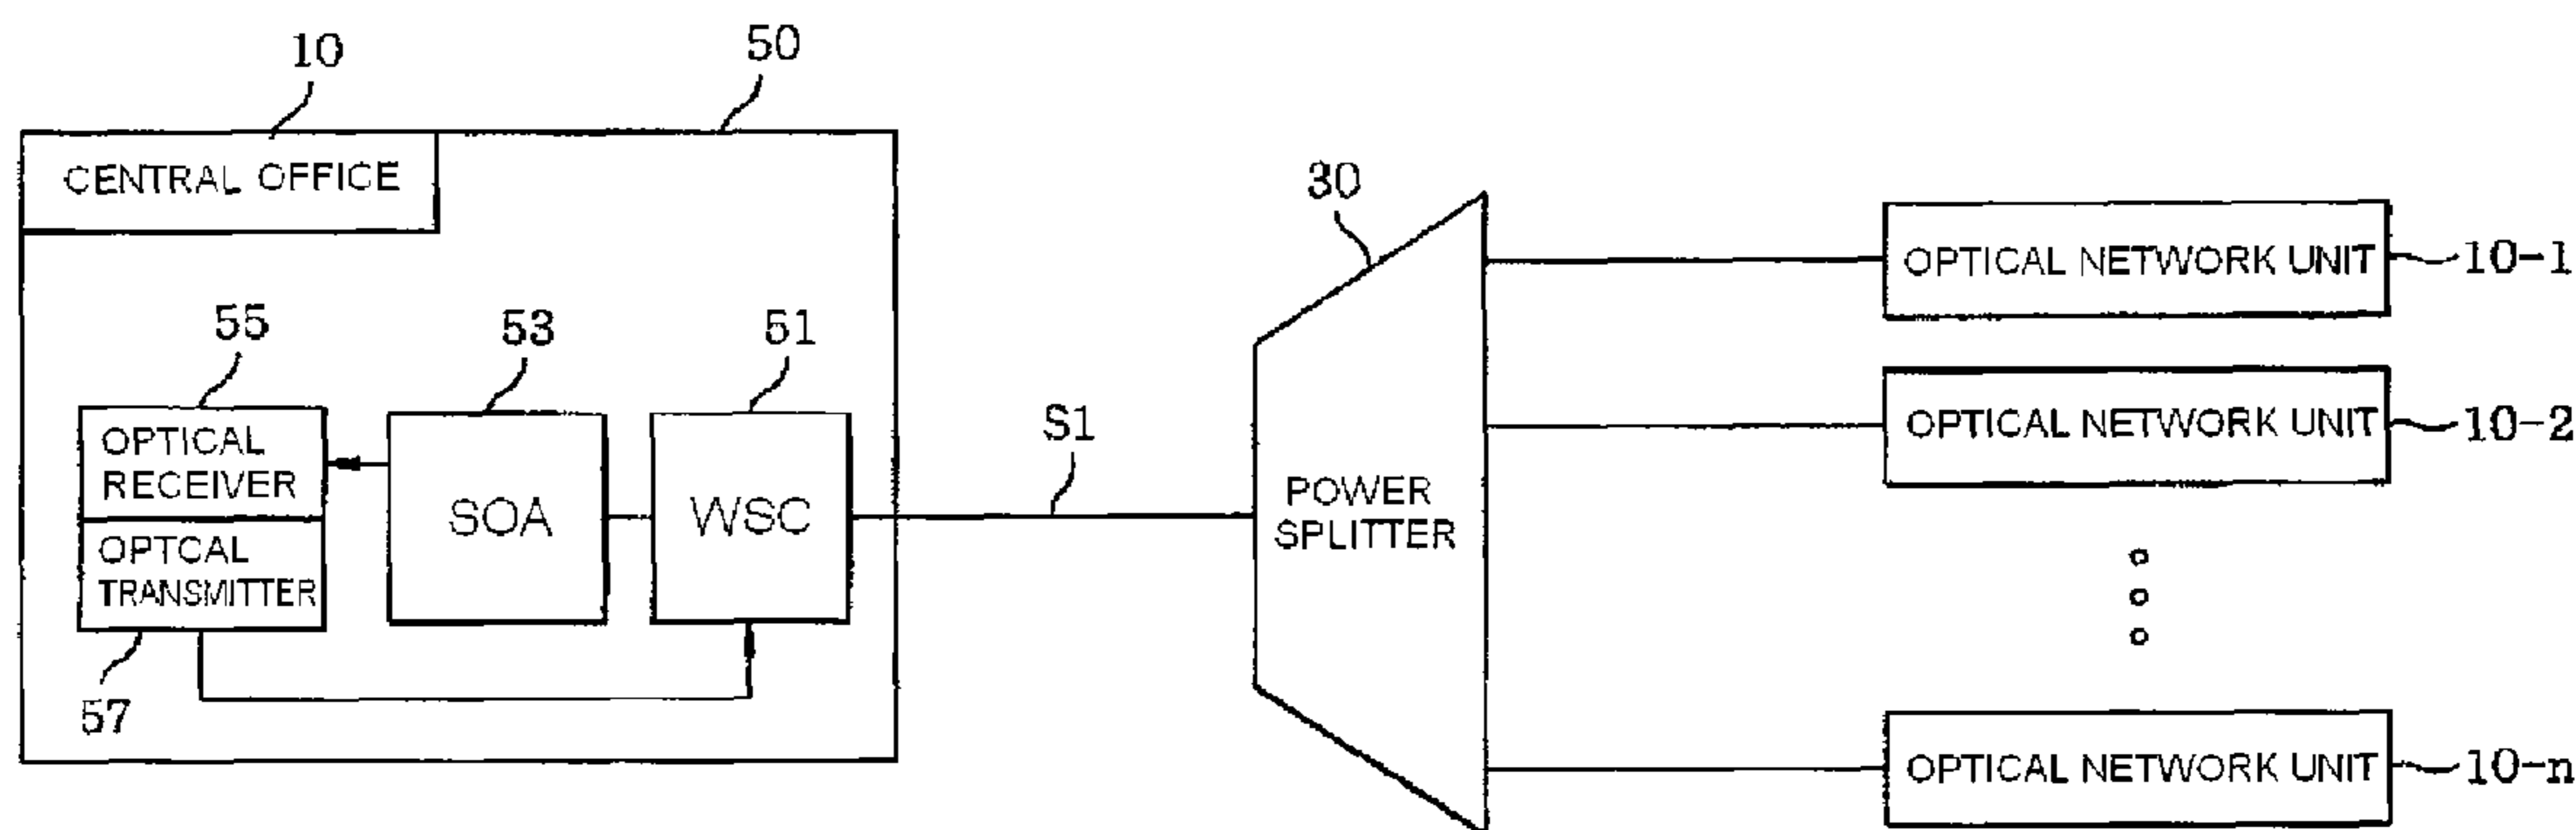 10
50
CENTRAL OFFICE
30
OPTICAL NETWORK UNIT
10-1
55
53
51
OPTICAL NETWORK UNIT
10-2
S1
OPTICAL
RECEIVER
SOA
WSC
POWER
SPLITTER
OPTCAL
TRANSMITTER
57
OPTICAL NETWORK UNIT
10-n